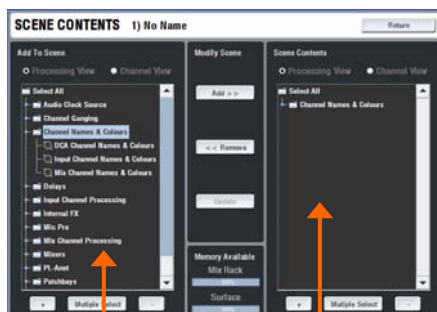 SCENE CONTENTS 1) No Name
Return
Add To Scene
Processing View
Channel View
Select All
Audio Clock Source
Channel Ganging
Channel Names & Colours
DCA Channel Names & Colours
Input Channel Names & Colours
Mix Channel Names & Colours
Delays
Input Channel Processing
Internal FX
Mic Pre
Mix Channel Processing
Mixers
PL-Anet
Patchbays
+
Mutiple Select
-
Modify Scene
Add >>
<< Remove
Update
Memory Available
Mix Rack
Surface
Scene Contents
Processing View
Channel View
Select All
Channel Names & Colours
+
Mutiple Select
-